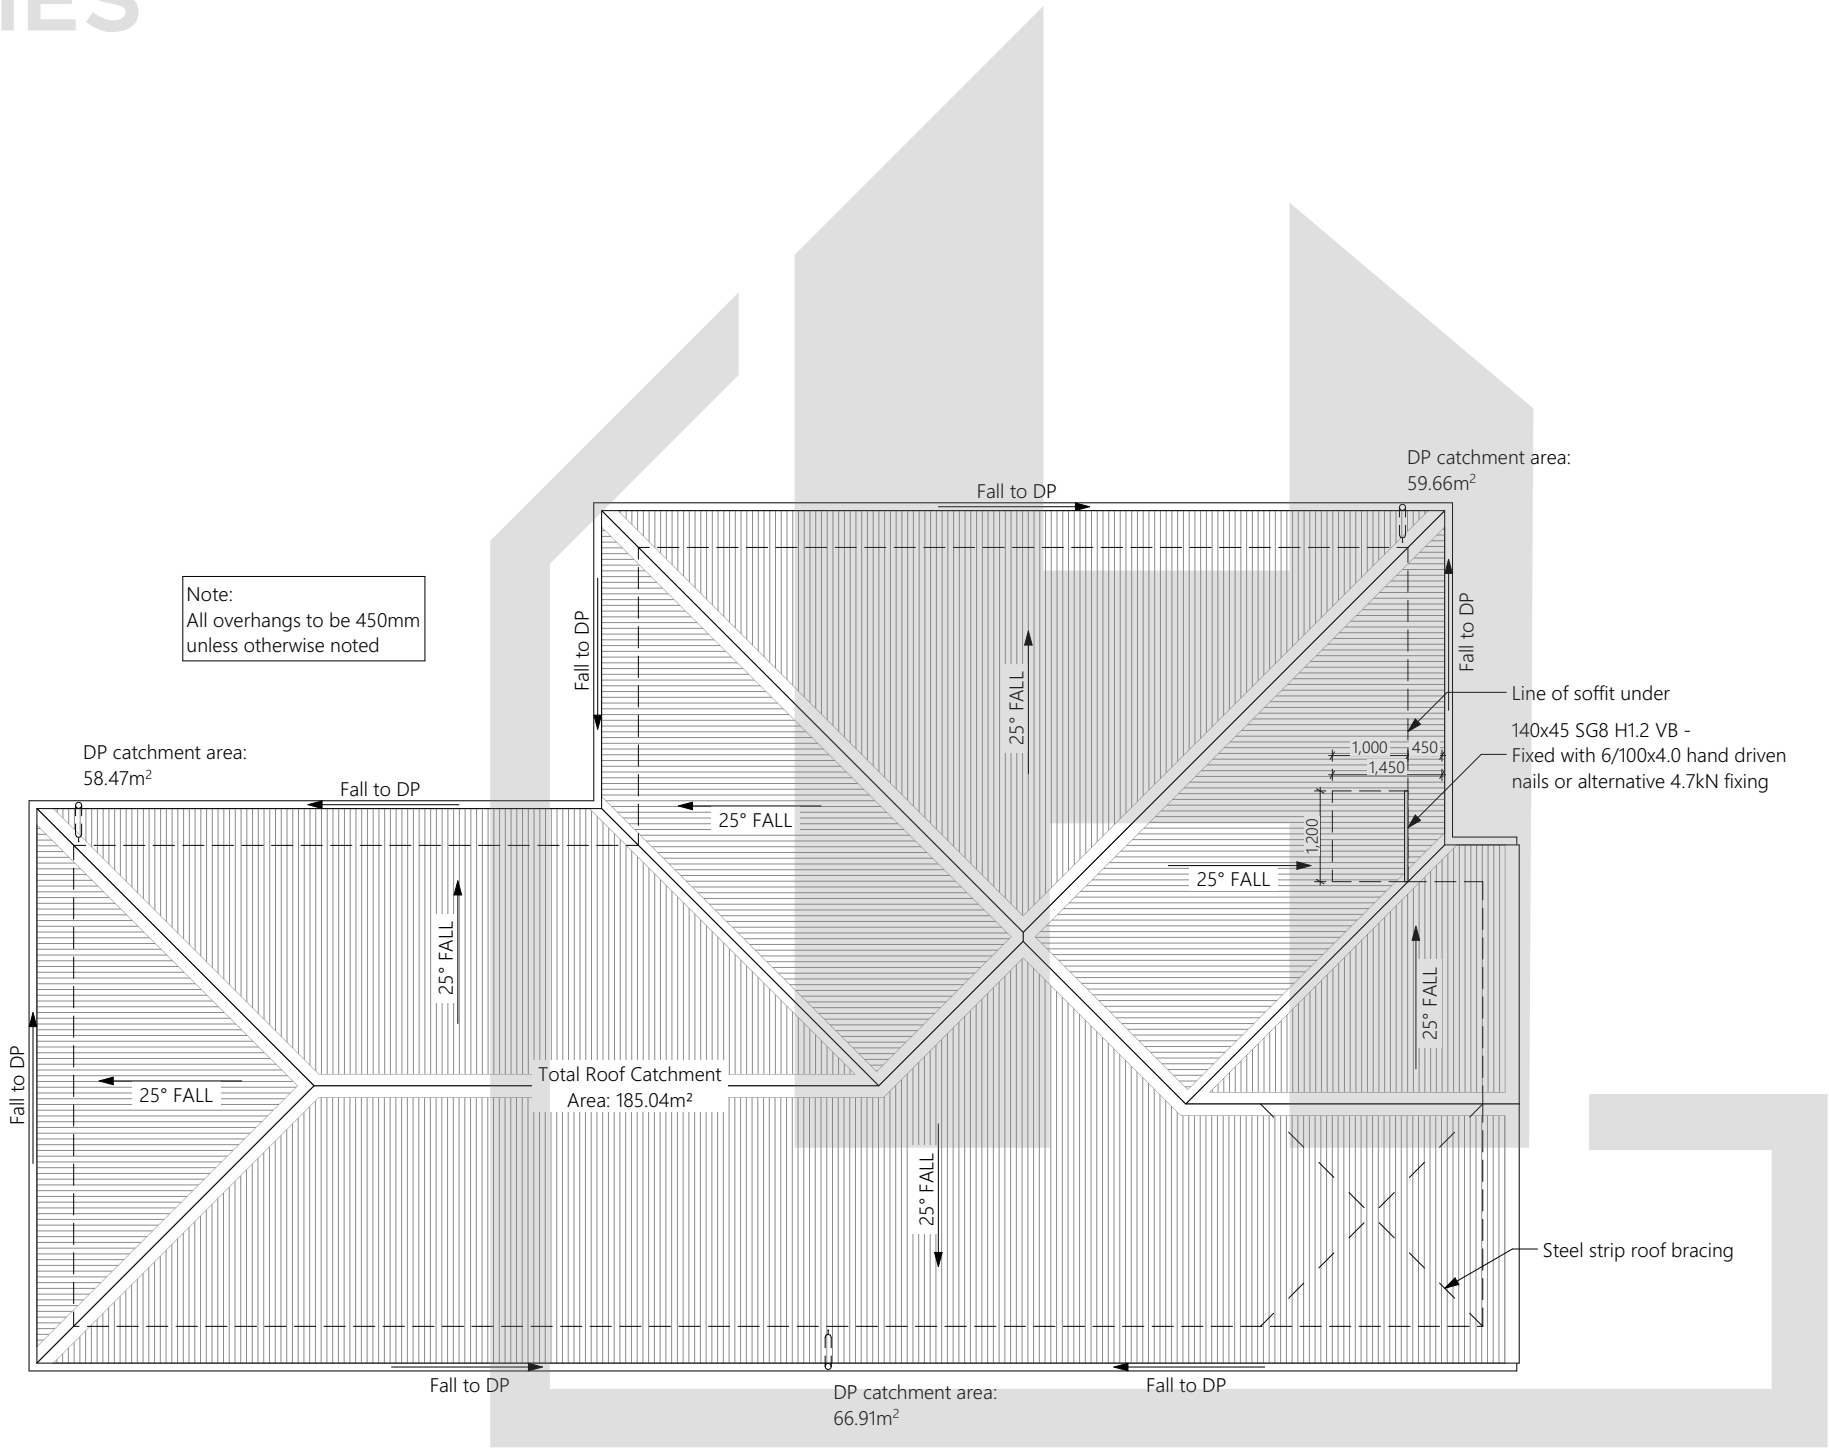 IES
DP catchment area:
59.66m²
Fall to DP
Note:
All overhangs to be 450mm
unless otherwise noted
Fall to DP
Fall to DP
Line of soffit under
25° FALL
140x45 SG8 H1.2 VB -
Fixed with 6/100x4.0 hand driven
nails or alternative 4.7kN fixing
1,000
450
1,450
DP catchment area:
58.47m²
Fall to DP
25° FALL
1,200
25° FALL
25° FALL
25° FALL
Fall to DP
25° FALL
Total Roof Catchment
Area: 185.04m²
25° FALL
Steel strip roof bracing
Fall to DP
DP catchment area:
66.91m²
Fall to DP